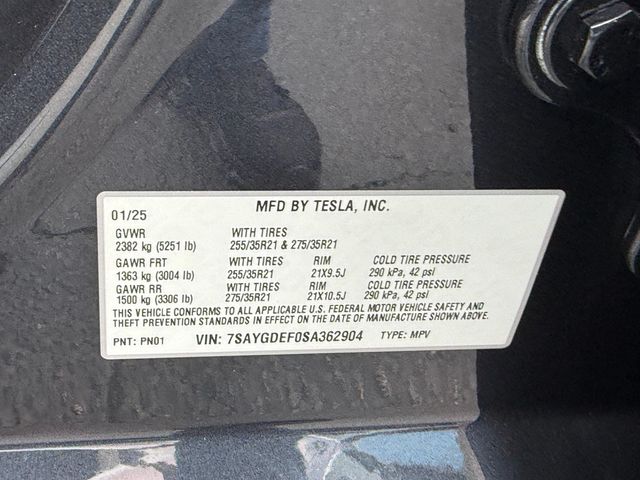 01/25 MFD BY TESLA, INC.
GVWR WITH TIRES
2382 kg (5251 lb) 255/35R21 & 275/35R21
GAWR FRT WITH TIRES RIM COLD TIRE PRESSURE
1363 kg (3004 lb) 255/35R21 21X9.5J 290 kPa, 42 psi
GAWR RR WITH TIRES RIM COLD TIRE PRESSURE
1500 kg (3306 lb) 275/35R21 21X10.5J 290 kPa, 42 psi
THIS VEHICLE CONFORMS TO ALL APPLICABLE U.S. FEDERAL MOTOR VEHICLE SAFETY AND
THEFT PREVENTION STANDARDS IN EFFECT ON THE DATE OF MANUFACTURE SHOWN ABOVE.
PNT: PN01 VIN: 7SAYGDEF0SA362904 TYPE: MPV